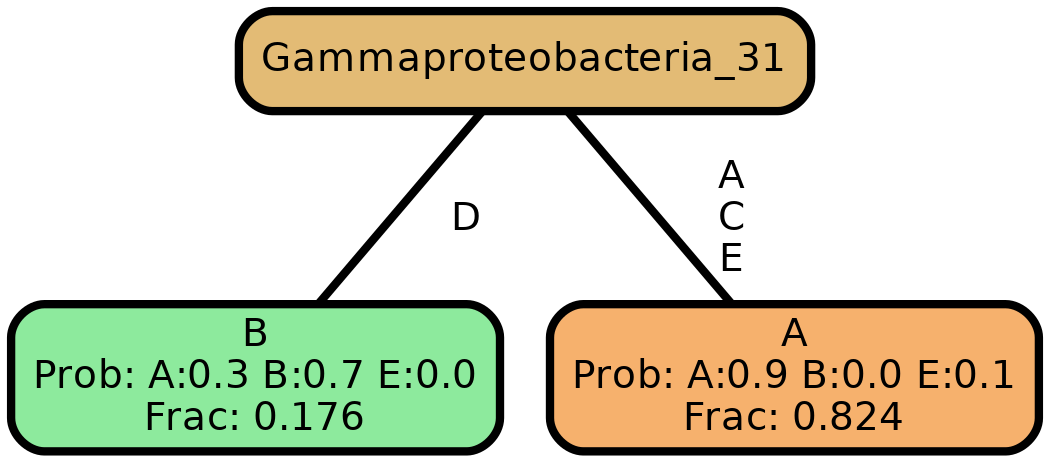 Gammaproteobacteria_31
D
A
C
E
B
Prob: A:0.3 B:0.7 E:0.0
Frac: 0.176
A
Prob: A:0.9 B:0.0 E:0.1
Frac: 0.824